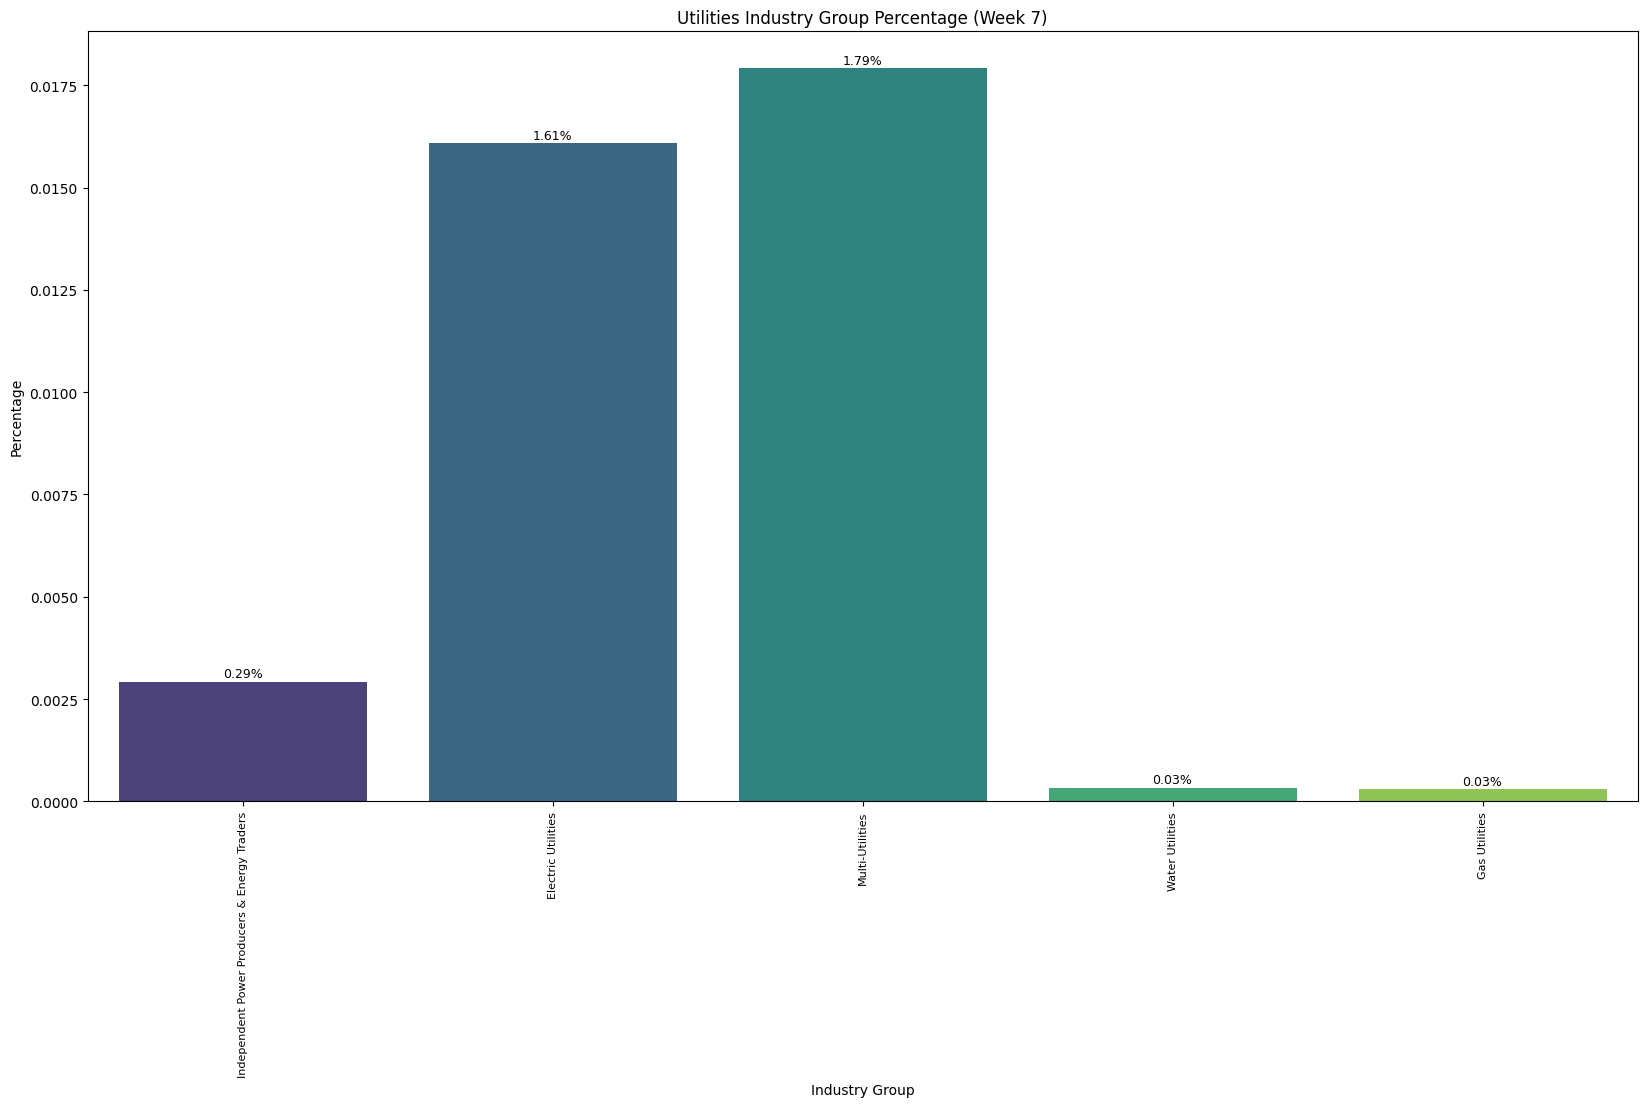 Utilities Industry Group Percentage (Week 7)
Percentage
0.0175
0.0150
0.0125
0.0100
0.0075
0.0050
0.0025
0.0000
0.29%
1.61%
1.79%
0.03%
0.03%
Independent Power Producers & Energy Traders
Electric Utilities
Multi-Utilities
Water Utilities
Gas Utilities
Industry Group